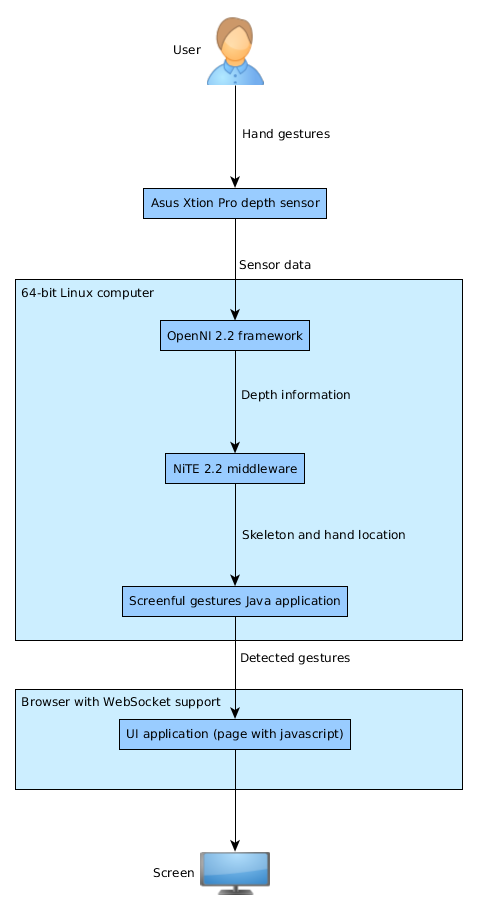 User
Hand gestures
Asus Xtion Pro depth sensor
Sensor data
64-bit Linux computer
OpenNI 2.2 framework
Depth information
NiTE 2.2 middleware
Skeleton and hand location
Screenful gestures Java application
Detected gestures
Browser with WebSocket support
UI application (page with javascript)
Screen